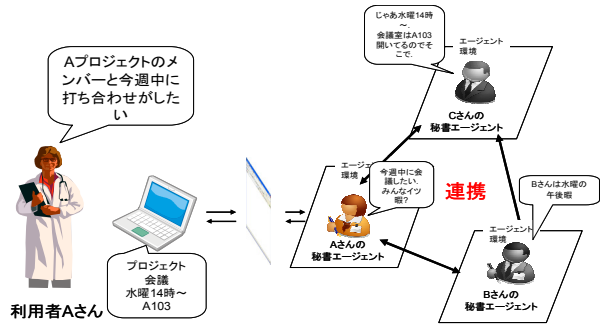 Aプロジェクトのメ
ンバーと今週中に
打ち合わせがした
い
利用者Aさん
プロジェクト
会議
水曜14時～
A103
じゃあ水曜14時
～.
会議室はA103
開いてるのでそ
こで.
エージェント
環境
Cさんの
秘書エージェント
エージェ
環境
今週中に会
議したい.
みんなイツ
暇?
Aさんの
秘書エージェント
連携
Bさんは水曜の
午後暇
エージェント
環境
Bさんの
秘書エージェント